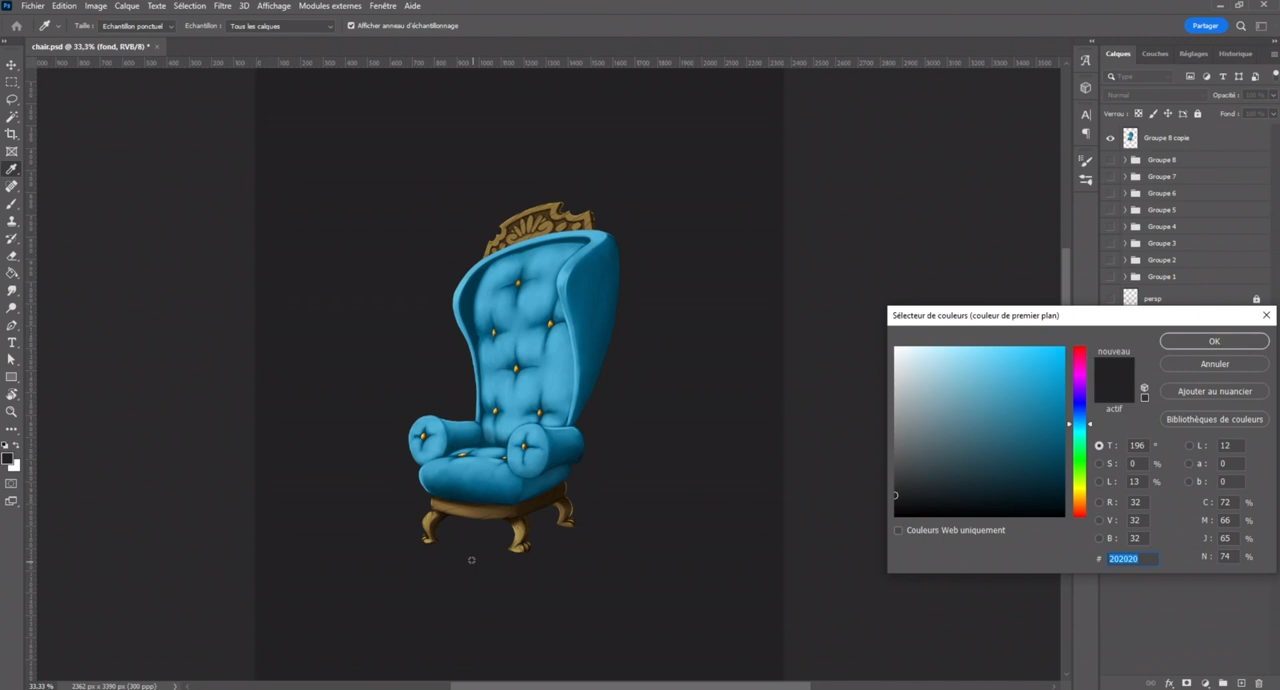 Ps Fichier Edition Image Calque Texte Sélection Filtre 3D Affichage Modules externes Fenêtre Aide
Taille : Echantillon ponctuel Echantillon : Tous les calques Afficher anneau d'échantillonnage Partager
chair.psd @ 33,3% (fond, RVB/8) * ×
Calques Couches Réglages Historique
Type
Normal Opacité : 100 %
Verrou : Fond : 100 %
Groupe 8 copie
Groupe 8
Groupe 7
Groupe 6
Groupe 5
Groupe 4
Groupe 3
Groupe 2
Groupe 1
persp
Sélecteur de couleurs (couleur de premier plan)
OK
nouveau
Annuler
Ajouter au nuancier
actif
Bibliothèques de couleurs
T : 196 ° L : 12
S : 0 % a : 0
L : 13 % b : 0
R : 32 C : 72 %
V : 32 M : 66 %
Couleurs Web uniquement
B : 32 J : 65 %
# 202020 N : 74 %
33,33 % 2362 px x 3390 px (300 ppp)